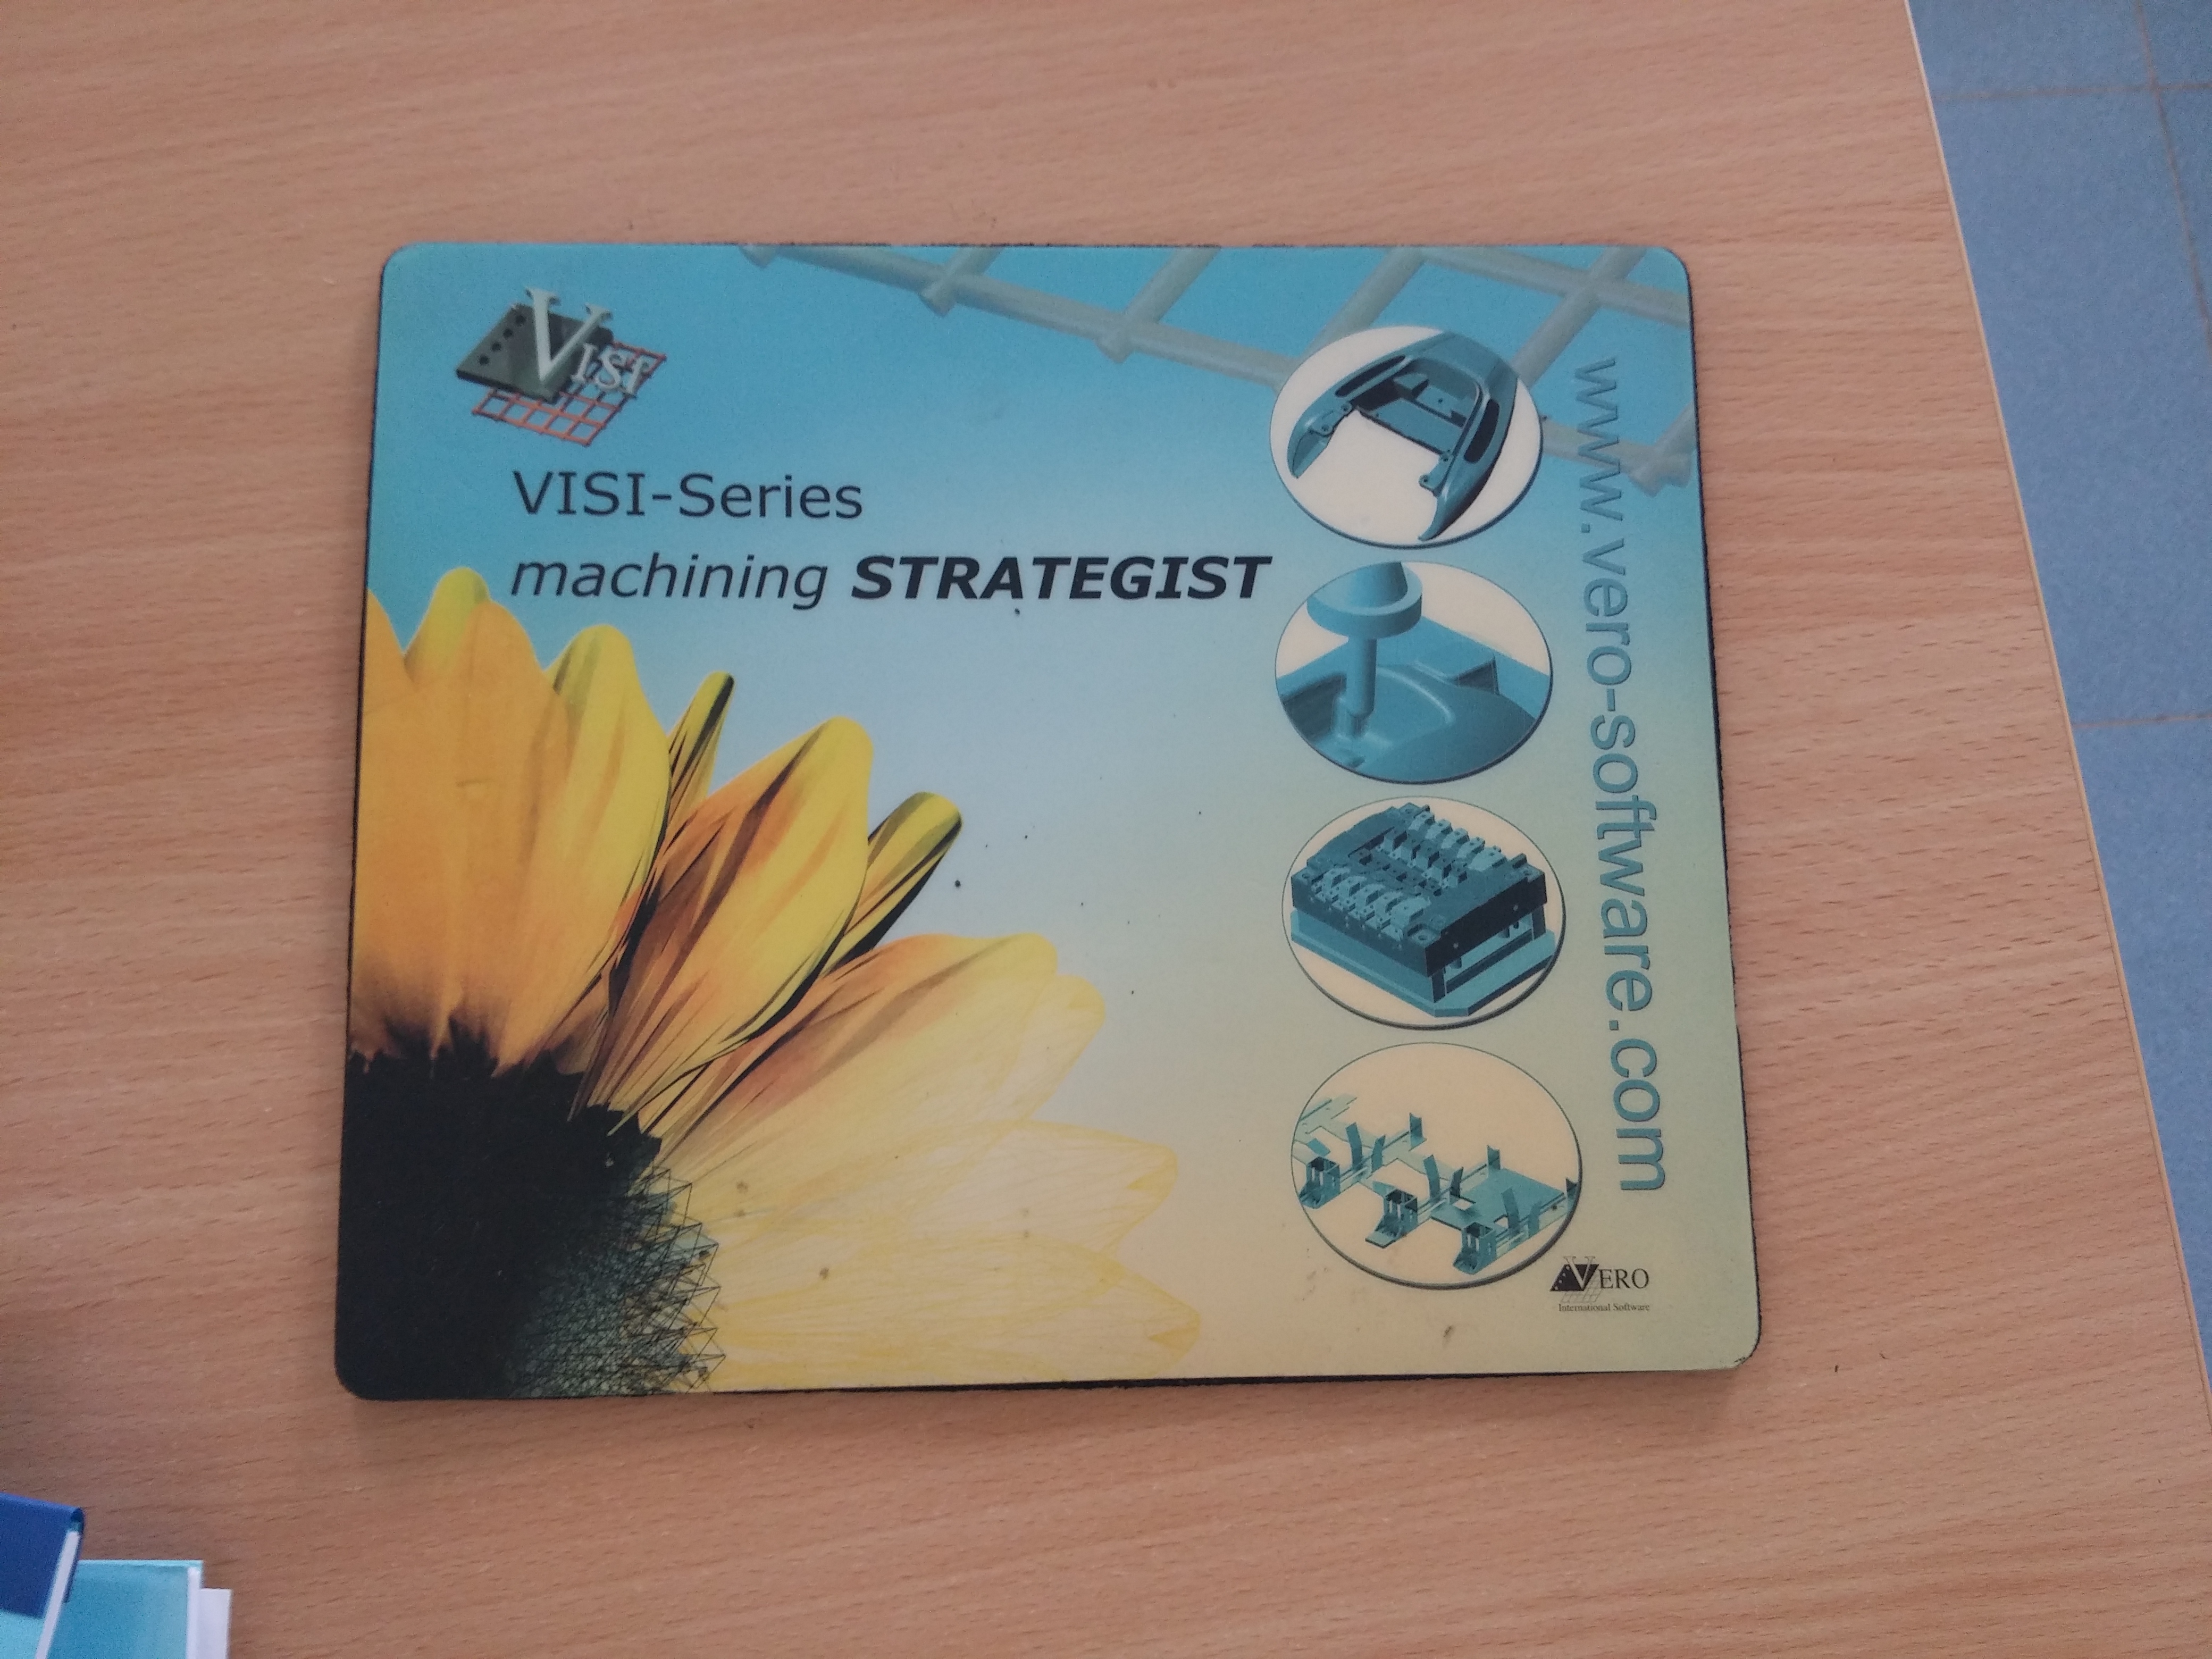 VISI
VISI-Series
machining STRATEGIST
www.vero-software.com
VERO
International Software